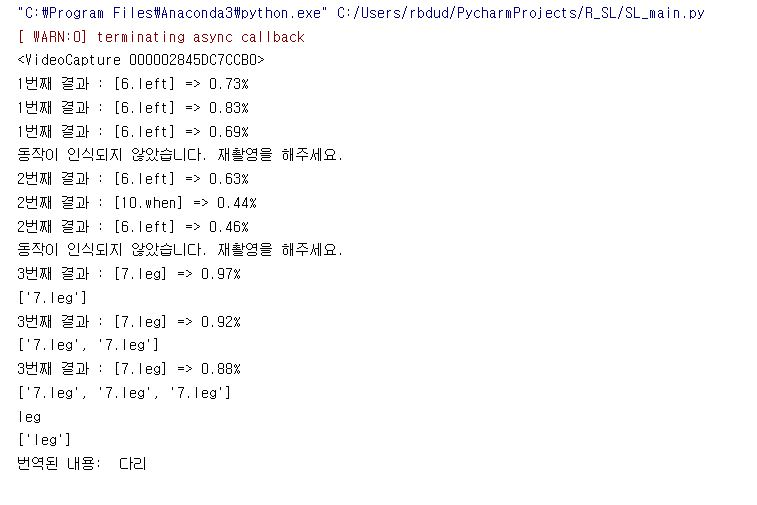 "C:₩Program Files₩Anaconda3₩python.exe" C:/Users/rbdud/PycharmProjects/R_SL/SL_main.py
[ WARN:0] terminating async callback
<VideoCapture 000002845DC7CCB0>
1번째 결과 : [6.left] => 0.73%
1번째 결과 : [6.left] => 0.83%
1번째 결과 : [6.left] => 0.69%
동작이 인식되지 않았습니다. 재촬영을 해주세요.
2번째 결과 : [6.left] => 0.63%
2번째 결과 : [10.when] => 0.44%
2번째 결과 : [6.left] => 0.46%
동작이 인식되지 않았습니다. 재촬영을 해주세요.
3번째 결과 : [7.leg] => 0.97%
['7.leg']
3번째 결과 : [7.leg] => 0.92%
['7.leg', '7.leg']
3번째 결과 : [7.leg] => 0.88%
['7.leg', '7.leg', '7.leg']
leg
['leg']
번역된 내용:  다리